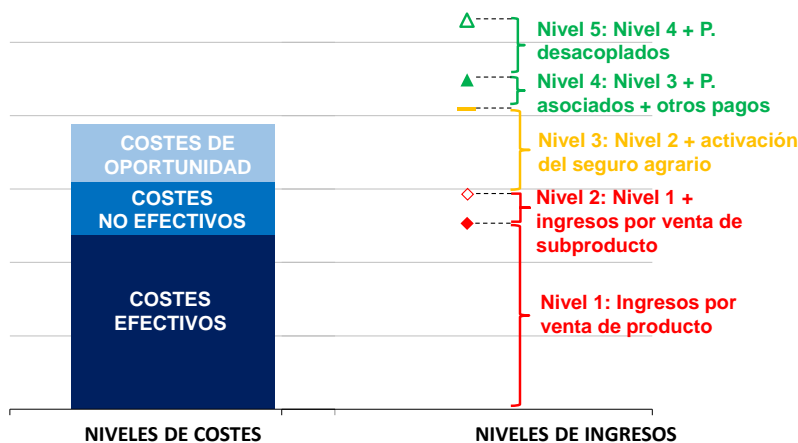 Nivel 5: Nivel 4 + P.
desacoplados
Nivel 4: Nivel 3 + P.
asociados + otros pagos
COSTES DE
OPORTUNIDAD
Nivel 3: Nivel 2 + activación
del seguro agrario
COSTES
NO EFECTIVOS
Nivel 2: Nivel 1 +
ingresos por venta de
subproducto
COSTES
EFECTIVOS
Nivel 1: Ingresos por
venta de producto
NIVELES DE COSTES
NIVELES DE INGRESOS